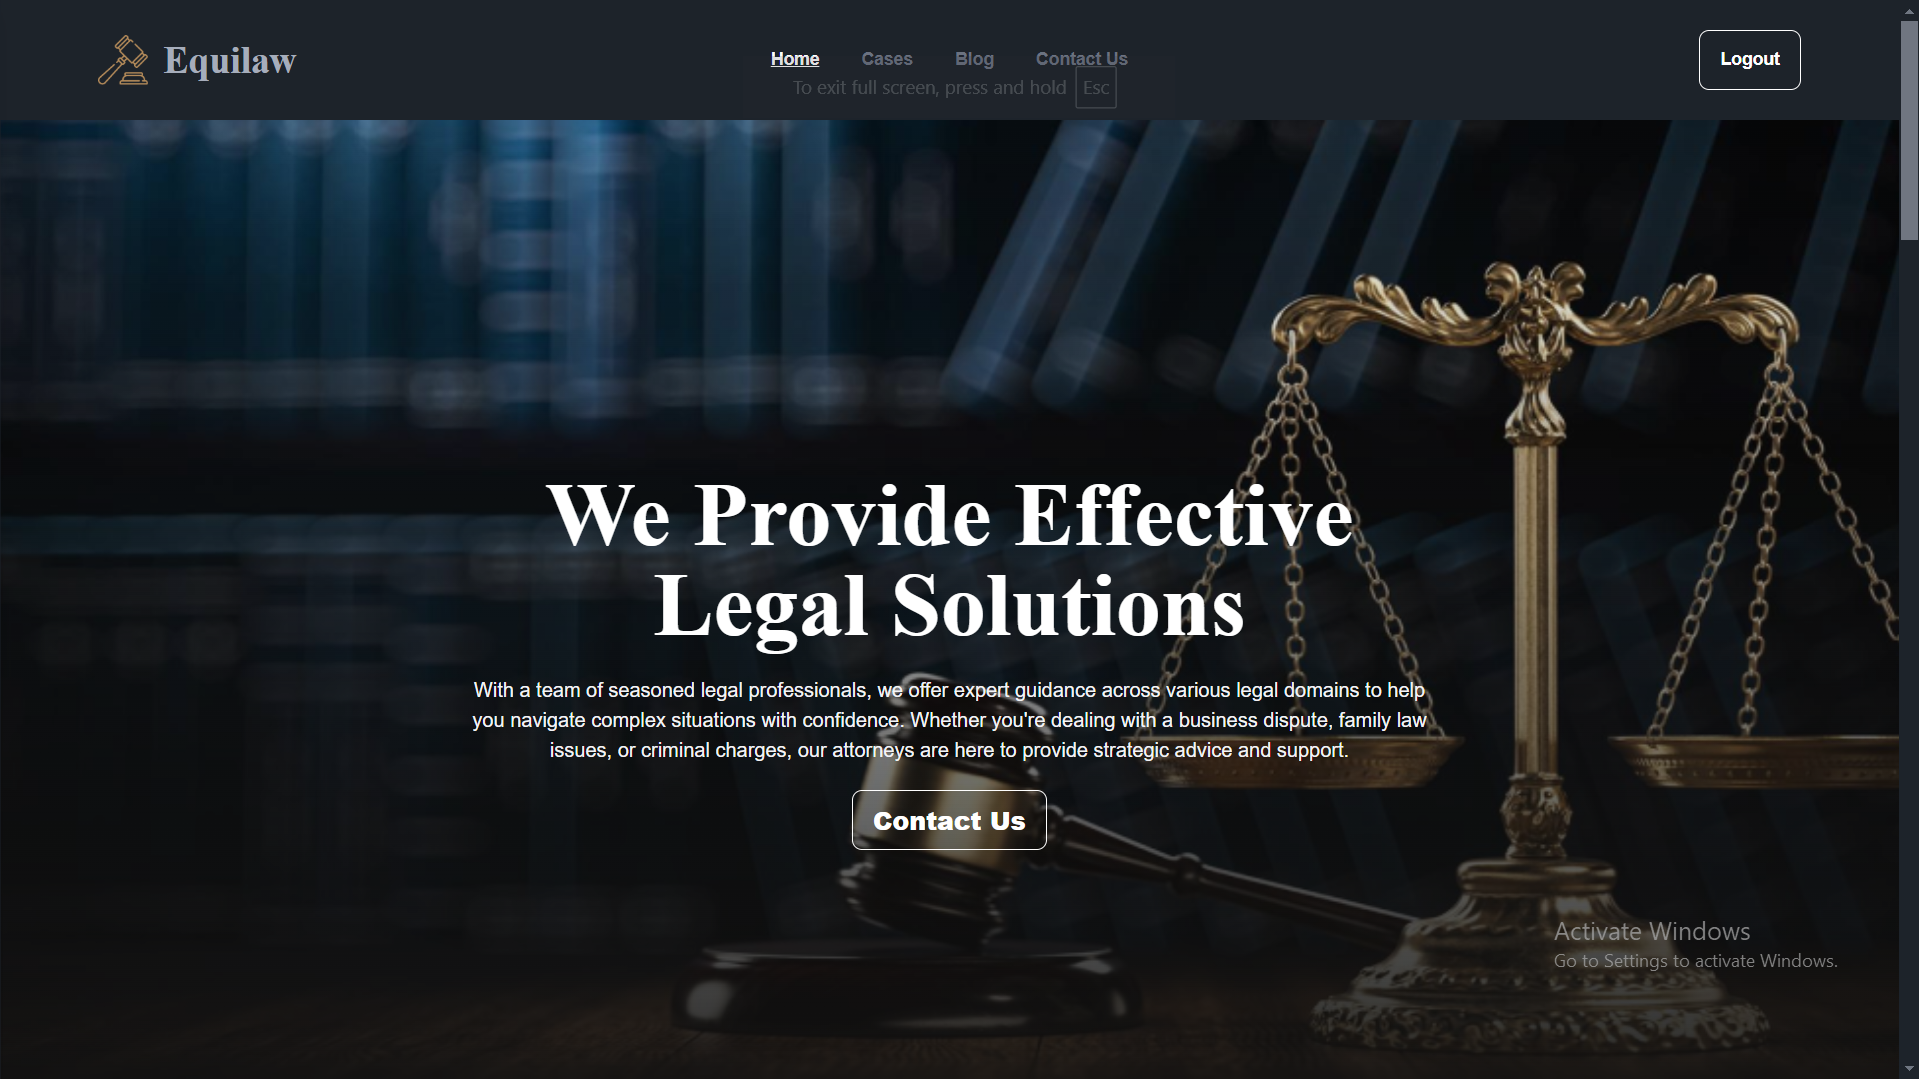 Equilaw
Home Cases Blog Contact Us
To exit full screen, press and hold Esc
Logout
We Provide Effective
Legal Solutions
With a team of seasoned legal professionals, we offer expert guidance across various legal domains to help
you navigate complex situations with confidence. Whether you're dealing with a business dispute, family law
issues, or criminal charges, our attorneys are here to provide strategic advice and support.
Contact Us
Activate Windows
Go to Settings to activate Windows.